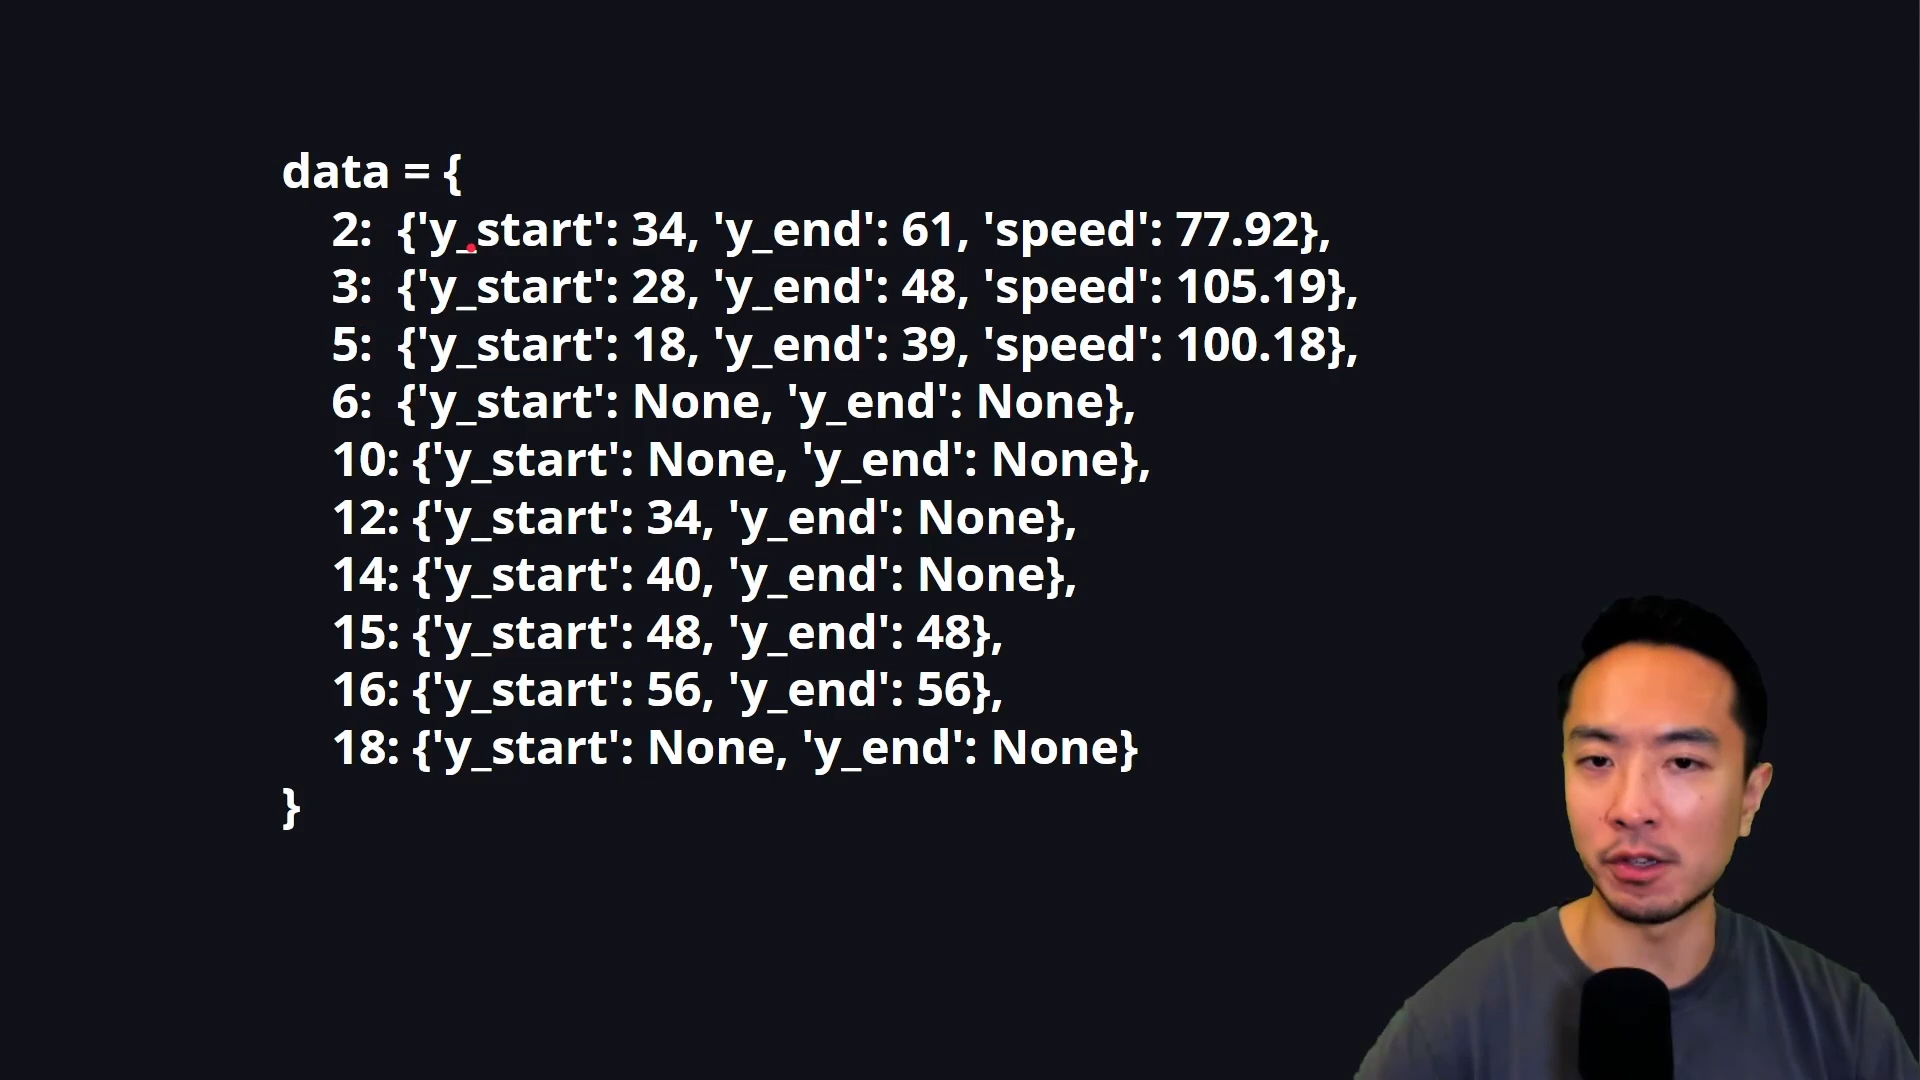 data = {
2: {'y_start': 34, 'y_end': 61, 'speed': 77.92},
3: {'y_start': 28, 'y_end': 48, 'speed': 105.19},
5: {'y_start': 18, 'y_end': 39, 'speed': 100.18},
6: {'y_start': None, 'y_end': None},
10: {'y_start': None, 'y_end': None},
12: {'y_start': 34, 'y_end': None},
14: {'y_start': 40, 'y_end': None},
15: {'y_start': 48, 'y_end': 48},
16: {'y_start': 56, 'y_end': 56},
18: {'y_start': None, 'y_end': None}
}